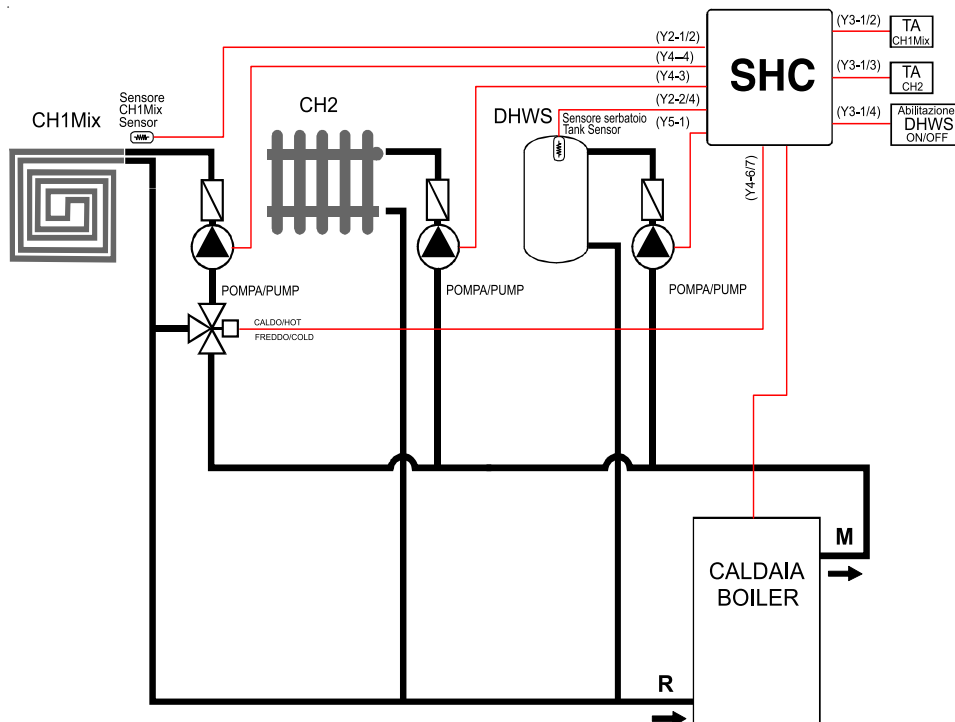 (Y2-1/2)
(Y4-4)
(Y4-3)
(Y2-2/4)
(Y5-1)
SHC
(Y3-1/2)
TA
CH1Mix
(Y3-1/3)
TA
CH2
(Y3-1/4)
Abilitazione
DHWS
ON/OFF
(Y4-6/7)
CH1Mix
Sensore
CH1Mix
Sensor
CH2
DHWS
Sensore serbatoio
Tank Sensor
POMPA/PUMP
POMPA/PUMP
POMPA/PUMP
CALDO/HOT
FREDDO/COLD
M
CALDAIA
BOILER
R